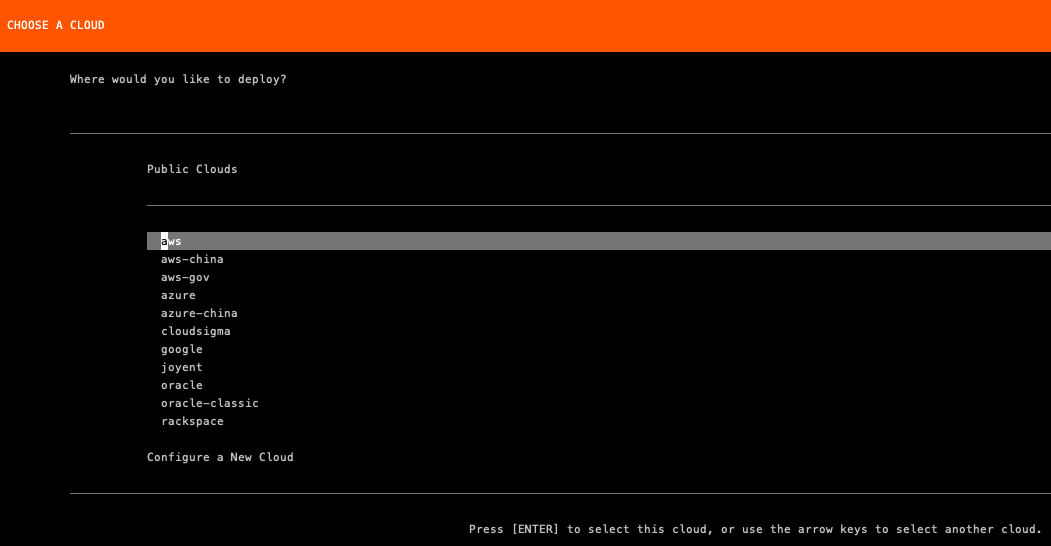 CHOOSE A CLOUD
Where would you like to deploy?
Public Clouds
aws
aws-china
aws-gov
azure
azure-china
cloudsigma
google
joyent
oracle
oracle-classic
rackspace
Configure a New Cloud
Press [ENTER] to select this cloud, or use the arrow keys to select another cloud.